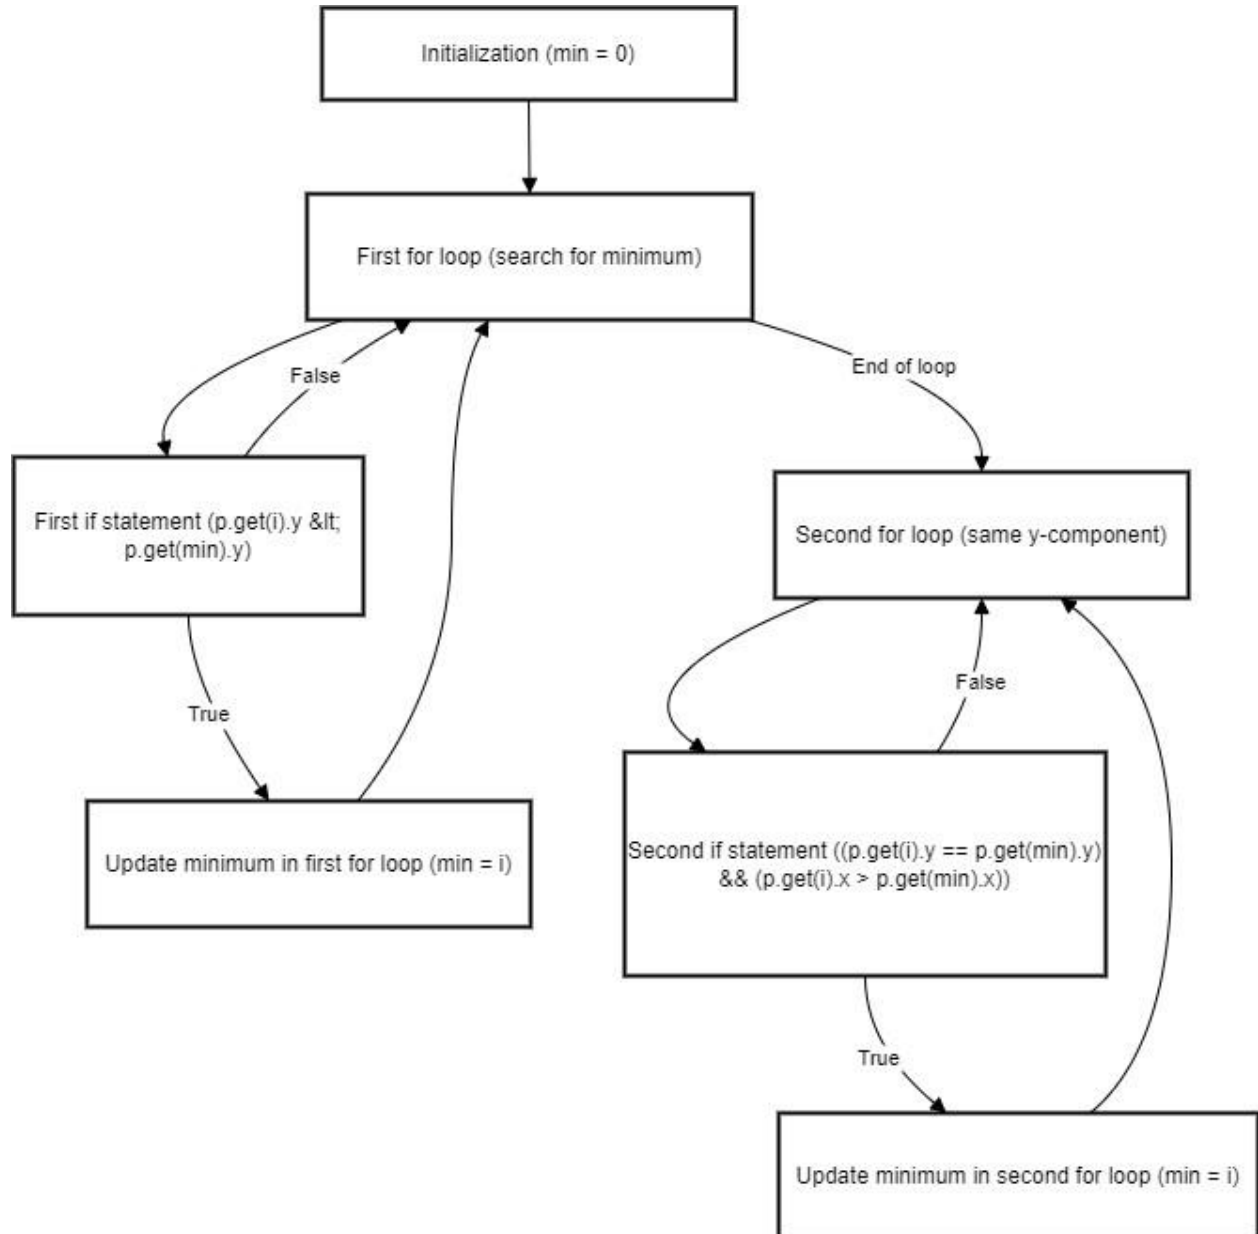 Initialization (min = 0)
First for loop (search for minimum)
False
End of loop
First if statement (p.get(i).y &lt;
p.get(min).y)
Second for loop (same y-component)
False
True
Second if statement ((p.get(i).y == p.get(min).y)
&& (p.get(i).x > p.get(min).x))
Update minimum in first for loop (min = i)
True
Update minimum in second for loop (min = i)